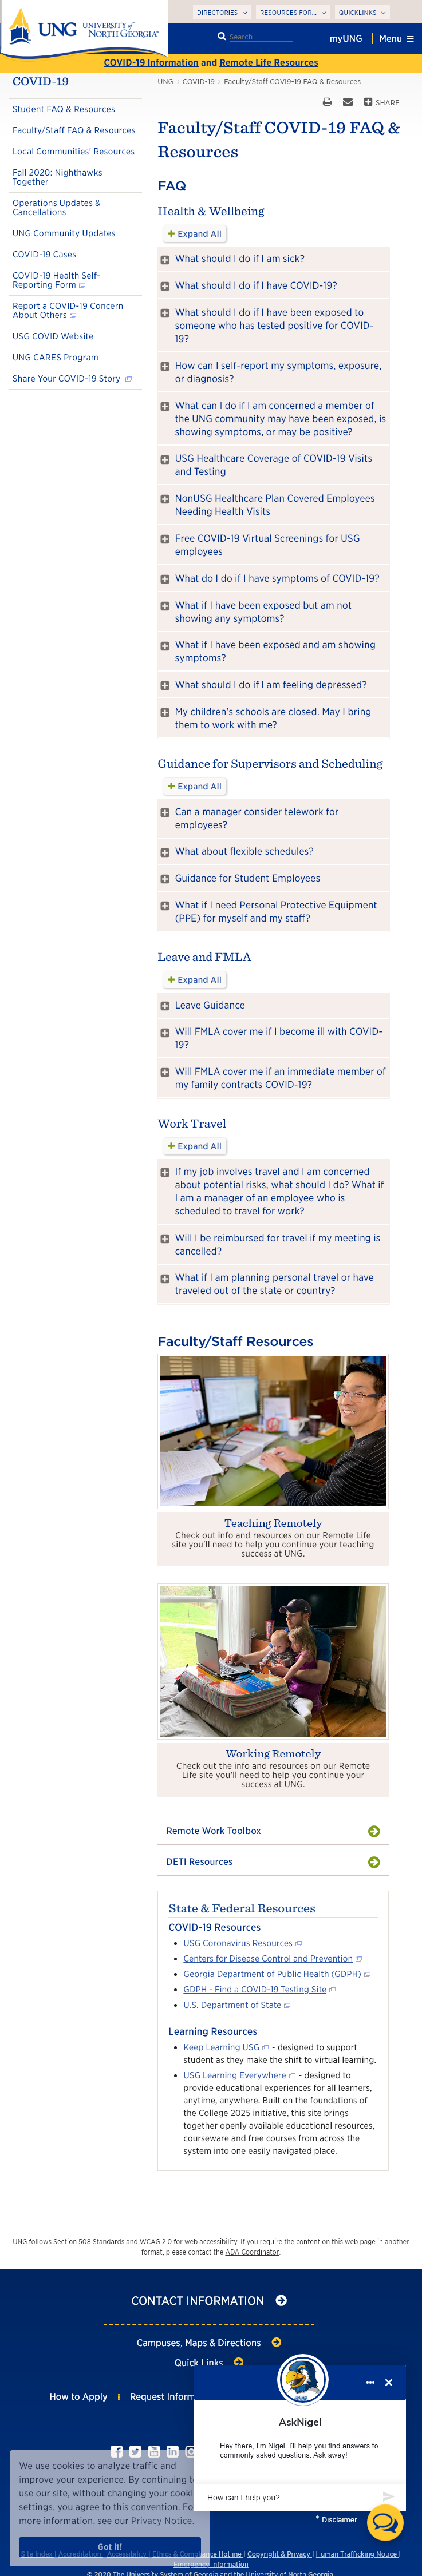 DIRECTORIES
RESOURCES FOR...
QUICKLINKS
UNG
UNIVERSITY of
NORTH GEORGIA
Search
myUNG
Menu
COVID-19 Information and Remote Life Resources
COVID-19
Student FAQ & Resources
Faculty/Staff FAQ & Resources
Local Communities' Resources
Fall 2020: Nighthawks
Together
Operations Updates &
Cancellations
UNG Community Updates
COVID-19 Cases
COVID-19 Health Self-
Reporting Form
Report a COVID-19 Concern
About Others
USG COVID Website
UNG CARES Program
Share Your COVID-19 Story
UNG > COVID-19 > Faculty/Staff COVI9-19 FAQ & Resources
SHARE
Faculty/Staff COVID-19 FAQ &
Resources
FAQ
Health & Wellbeing
Expand All
What should I do if I am sick?
What should I do if I have COVID-19?
What should I do if I have been exposed to
someone who has tested positive for COVID-
19?
How can I self-report my symptoms, exposure,
or diagnosis?
What can I do if I am concerned a member of
the UNG community may have been exposed, is
showing symptoms, or may be positive?
USG Healthcare Coverage of COVID-19 Visits
and Testing
NonUSG Healthcare Plan Covered Employees
Needing Health Visits
Free COVID-19 Virtual Screenings for USG
employees
What do I do if I have symptoms of COVID-19?
What if I have been exposed but am not
showing any symptoms?
What if I have been exposed and am showing
symptoms?
What should I do if I am feeling depressed?
My children's schools are closed. May I bring
them to work with me?
Guidance for Supervisors and Scheduling
Expand All
Can a manager consider telework for
employees?
What about flexible schedules?
Guidance for Student Employees
What if I need Personal Protective Equipment
(PPE) for myself and my staff?
Leave and FMLA
Expand All
Leave Guidance
Will FMLA cover me if I become ill with COVID-
19?
Will FMLA cover me if an immediate member of
my family contracts COVID-19?
Work Travel
Expand All
If my job involves travel and I am concerned
about potential risks, what should I do? What if
I am a manager of an employee who is
scheduled to travel for work?
Will I be reimbursed for travel if my meeting is
cancelled?
What if I am planning personal travel or have
traveled out of the state or country?
Faculty/Staff Resources
Teaching Remotely
Check out info and resources on our Remote Life
site you'll need to help you continue your teaching
success at UNG.
Working Remotely
Check out the info and resources on our Remote
Life site you'll need to help you continue your
success at UNG.
Remote Work Toolbox
DETI Resources
State & Federal Resources
COVID-19 Resources
USG Coronavirus Resources
Centers for Disease Control and Prevention
Georgia Department of Public Health (GDPH)
GDPH - Find a COVID-19 Testing Site
U.S. Department of State
Learning Resources
Keep Learning USG - designed to support
student as they make the shift to virtual learning.
USG Learning Everywhere - designed to
provide educational experiences for all learners,
anytime, anywhere. Built on the foundations of
the College 2025 initiative, this site brings
together openly available educational resources,
courseware and free courses from across the
system into one easily navigated place.
UNG follows Section 508 Standards and WCAG 2.0 for web accessibility. If you require the content on this web page in another
format, please contact the ADA Coordinator.
CONTACT INFORMATION
Campuses, Maps & Directions
Quick Links
How to Apply
Request Inform
AskNigel
Hey there, I'm Nigel. I'll help you find answers to
commonly asked questions. Ask away!
How can I help you?
* Disclaimer
We use cookies to analyze traffic and
improve your experience. By continuing to
use our site, without changing your cookie
settings, you agree to this convention. For
more information, see our Privacy Notice.
Got it!
Site Index | Accreditation | Accessibility | Ethics & Compliance Hotline | Copyright & Privacy | Human Trafficking Notice |
Emergency Information
© 2020 The University System of Georgia and the University of North Georgia